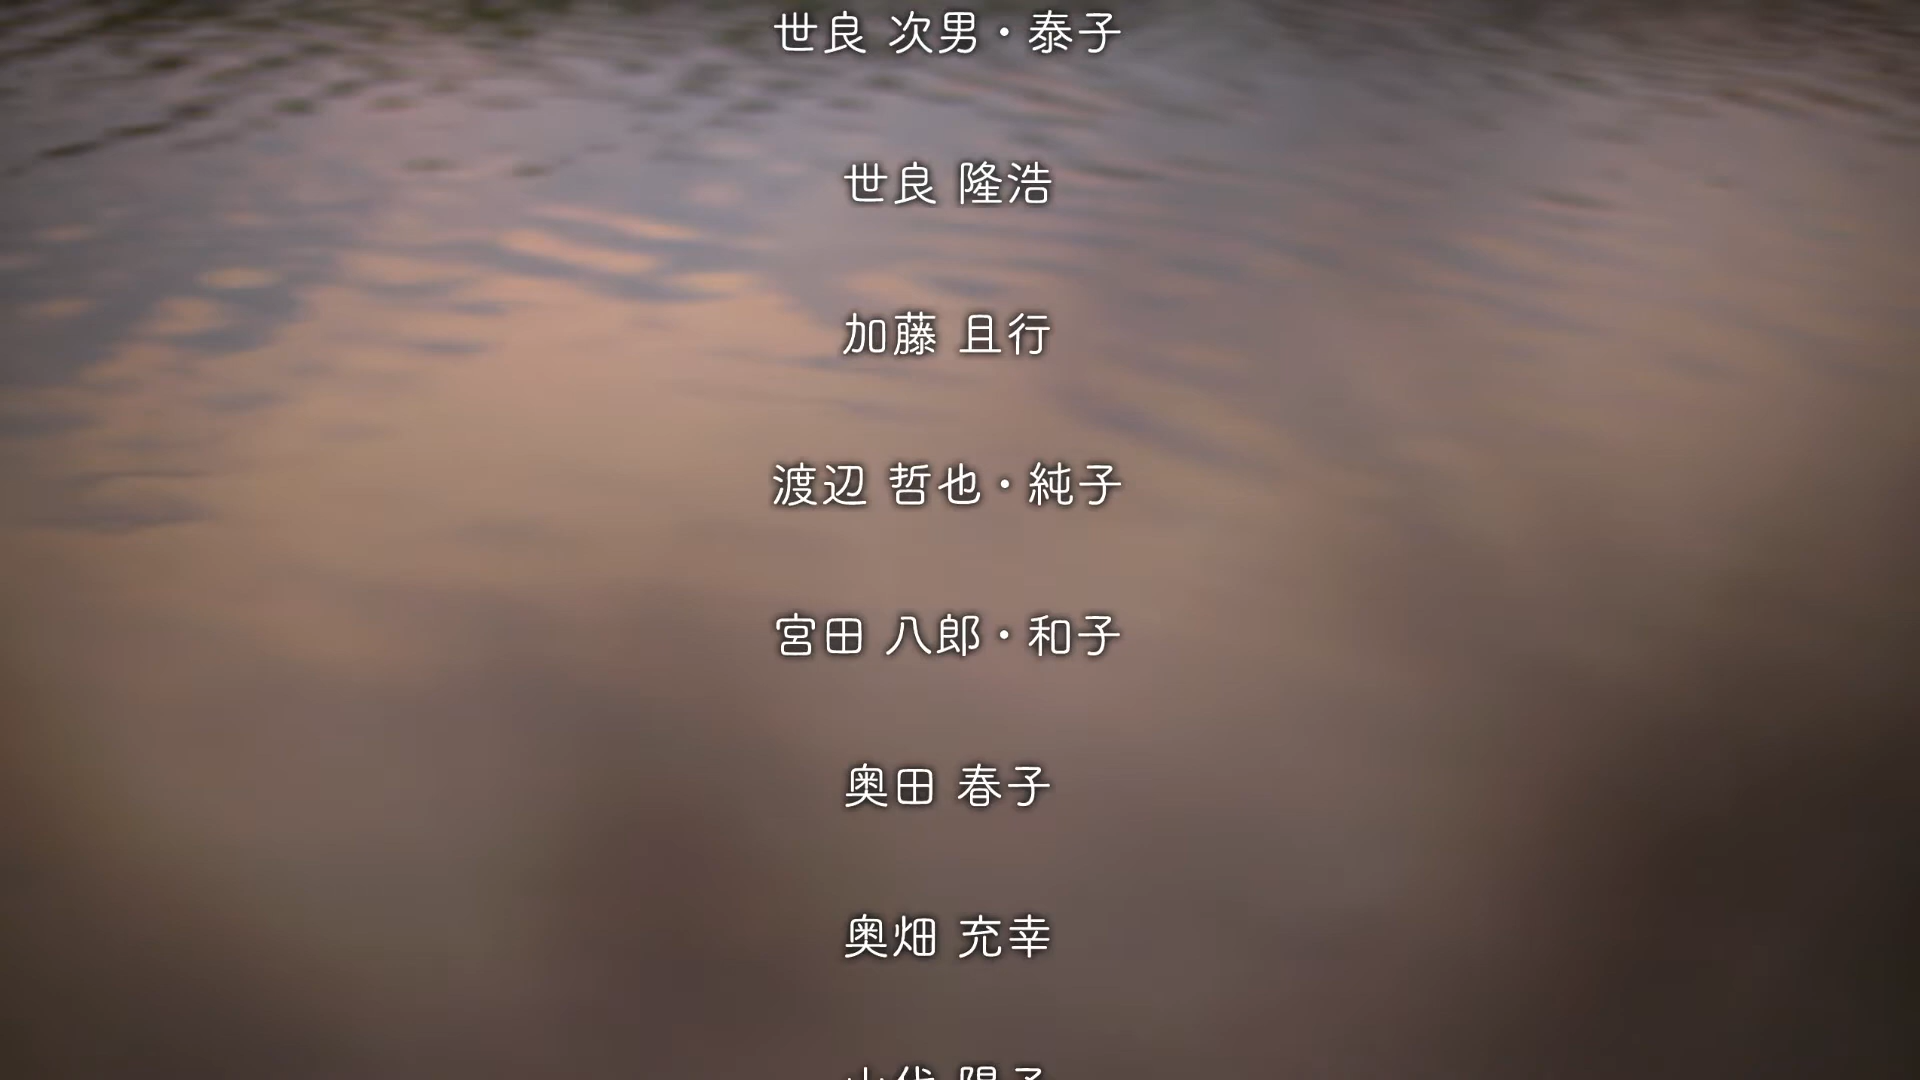 世良 次男・泰子
世良 隆浩
加藤 且行
渡辺 哲也・純子
宮田 八郎・和子
奥田 春子
奥畑 充幸